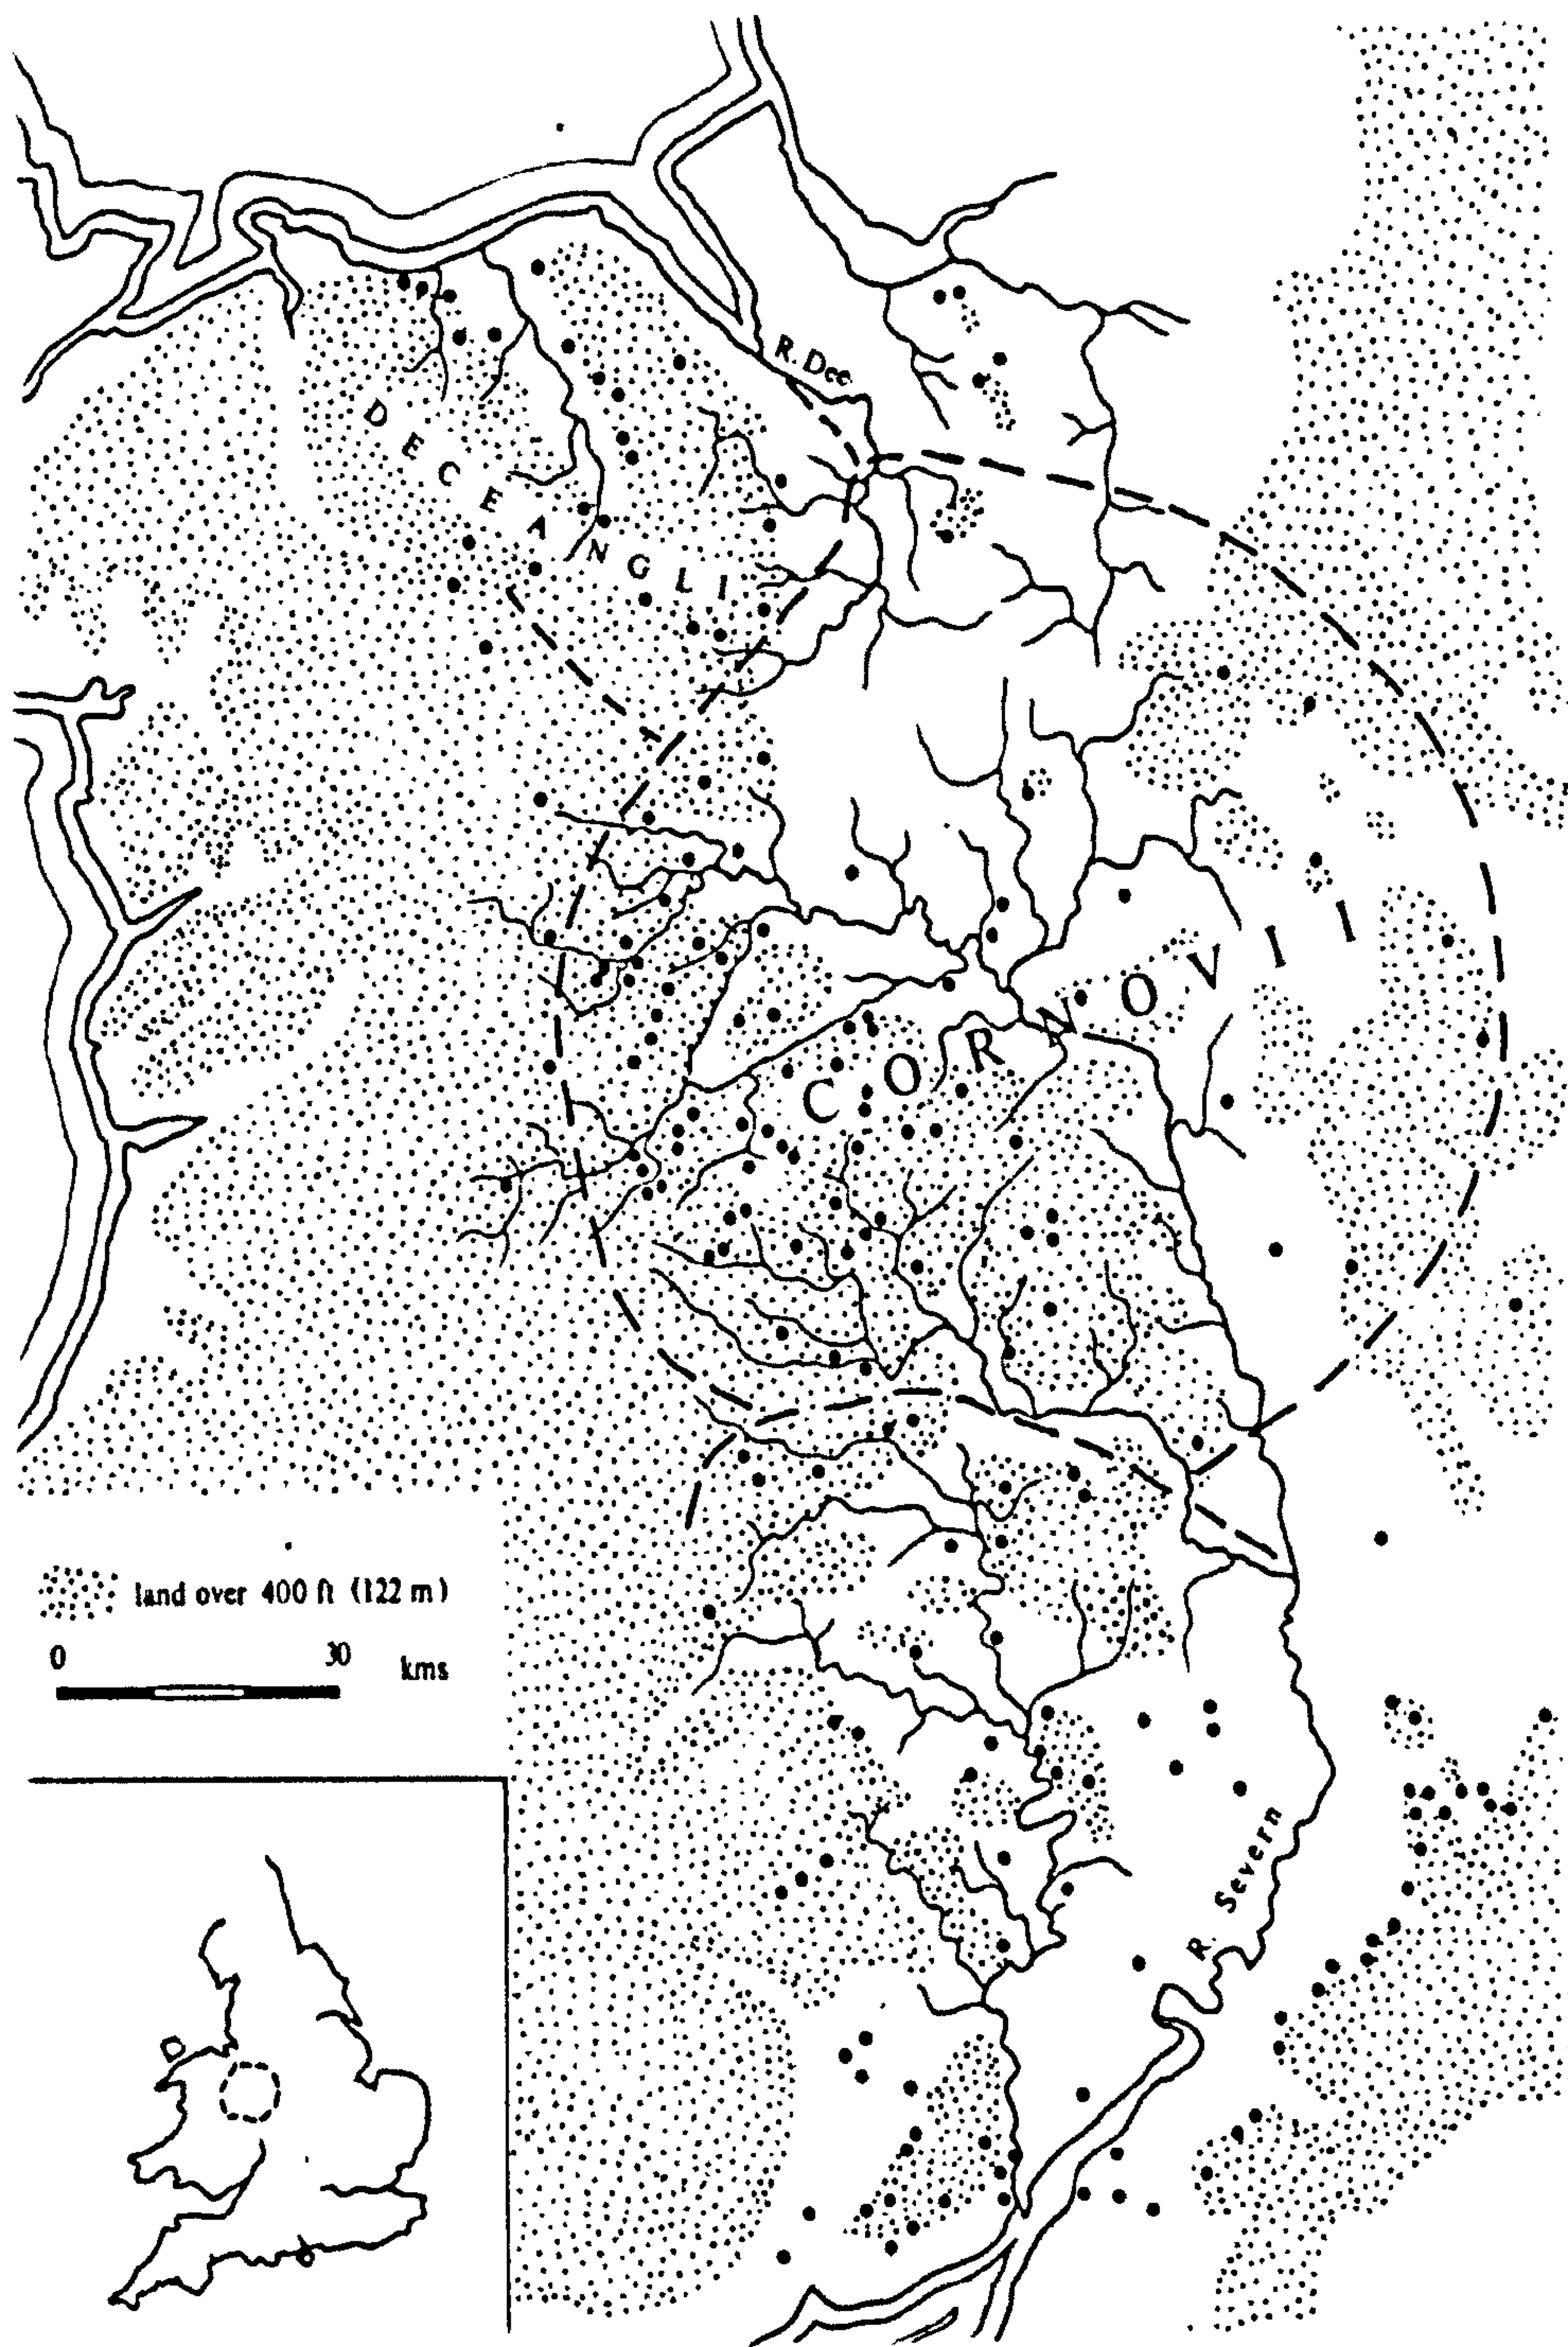 R. Dee
DECEANGLI
CORNOVII
land over 400 ft (122 m)
0 30 kms
R. Severn